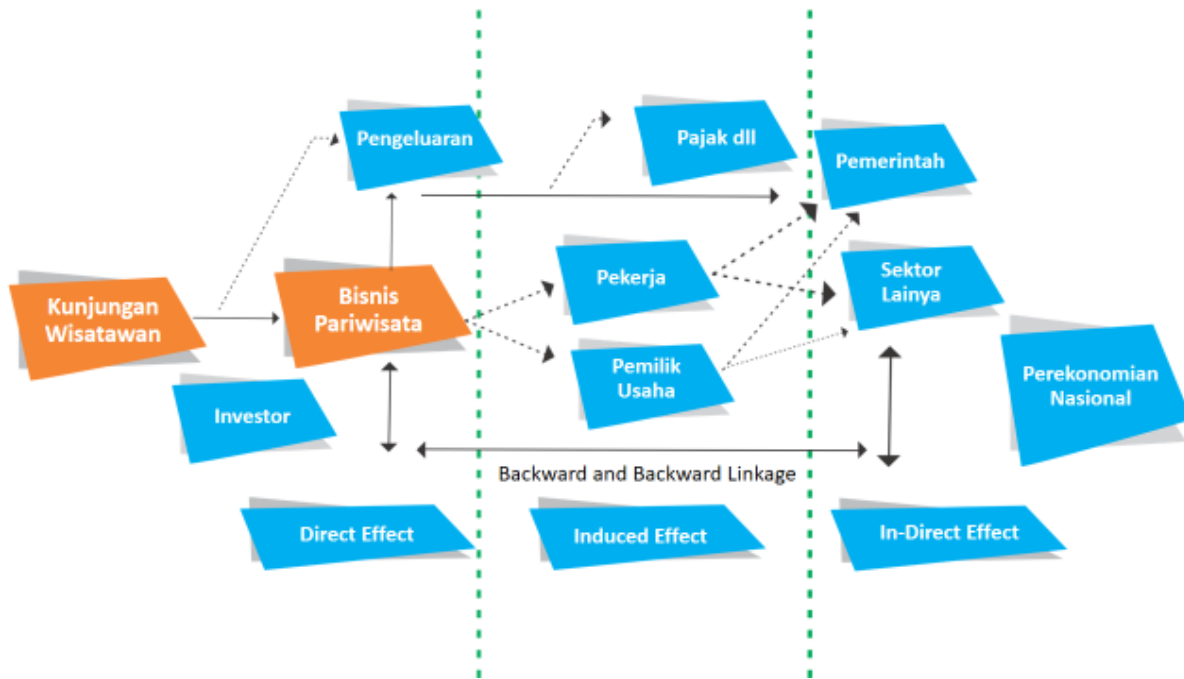 Pengeluaran
Pajak dll
Pemerintah
Kunjungan
Wisatawan
Bisnis
Pariwisata
Pekerja
Sektor
Lainya
Investor
Pemilik
Usaha
Perekonomian
Nasional
Backward and Backward Linkage
Direct Effect
Induced Effect
In-Direct Effect